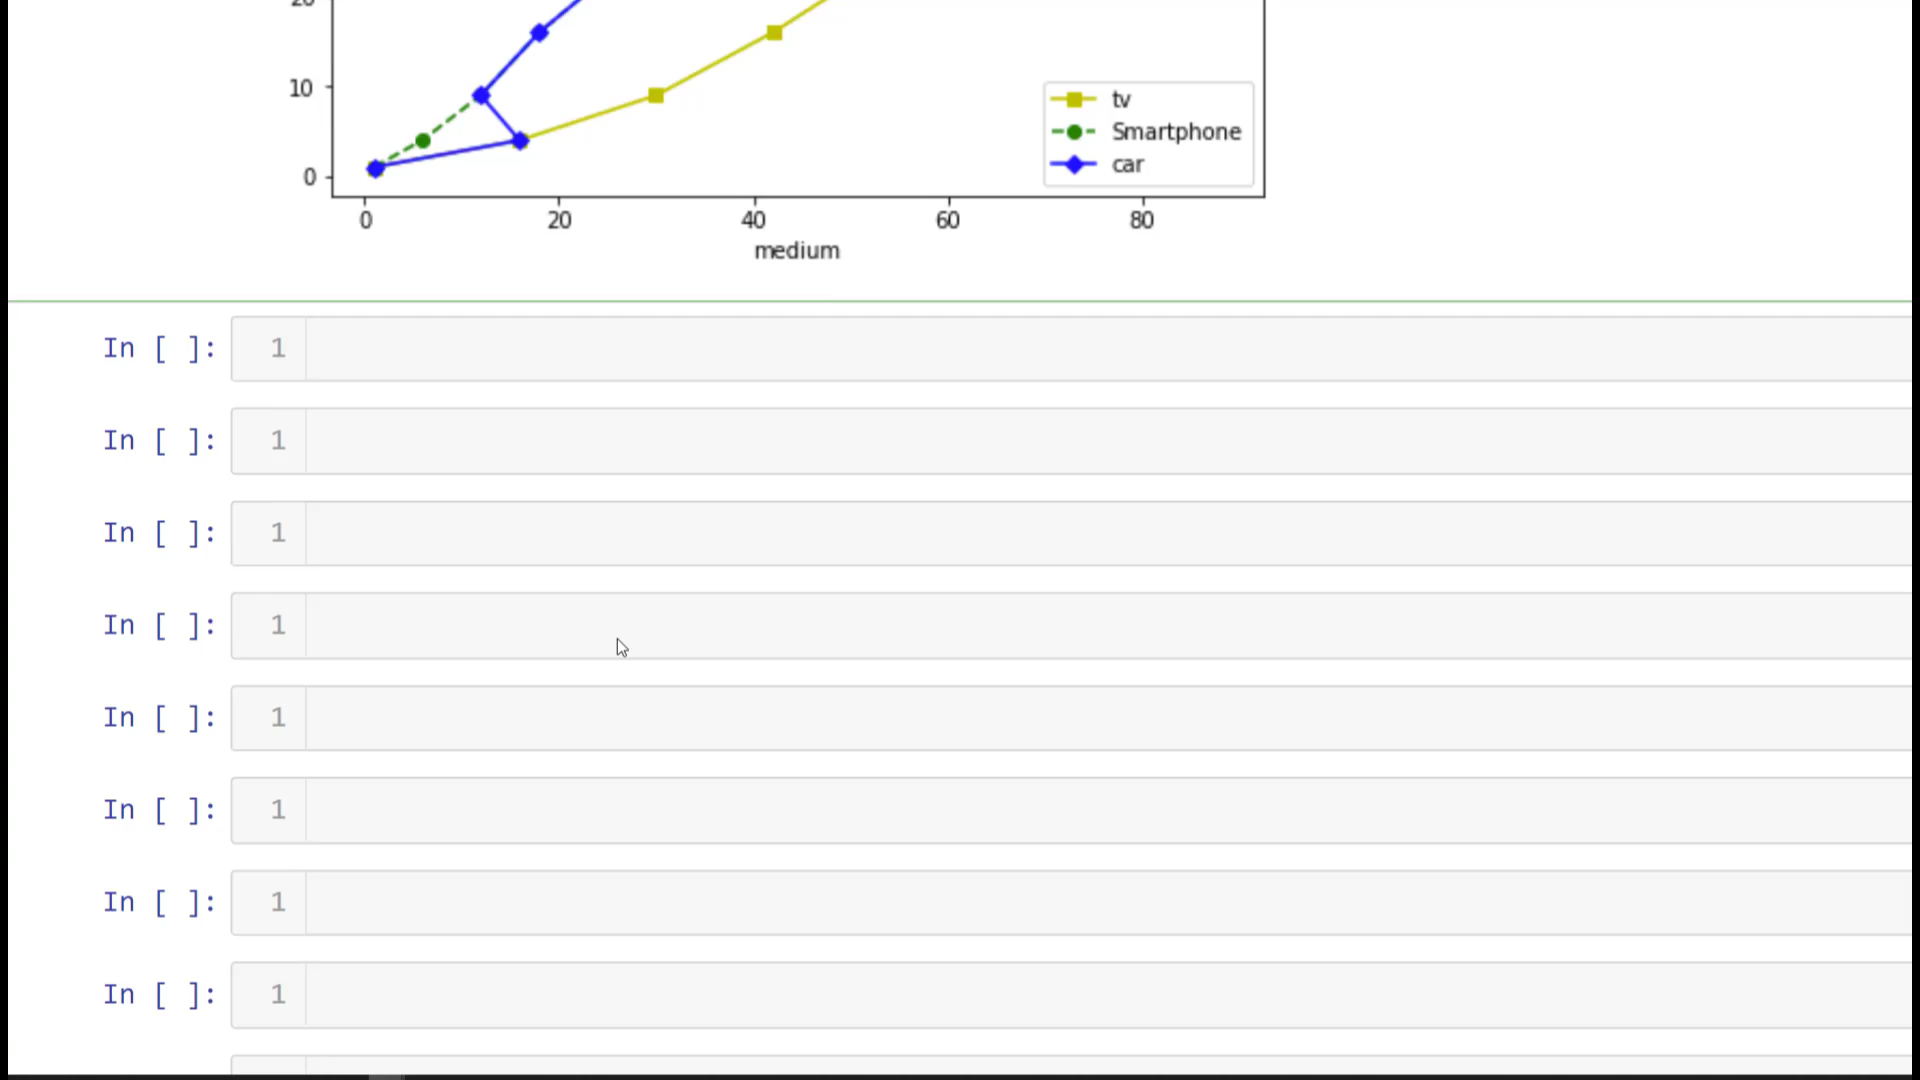 20
10
0
tv
Smartphone
car
0 20 40 60 80
medium
In [ ]: 1
In [ ]: 1
In [ ]: 1
In [ ]: 1
In [ ]: 1
In [ ]: 1
In [ ]: 1
In [ ]: 1